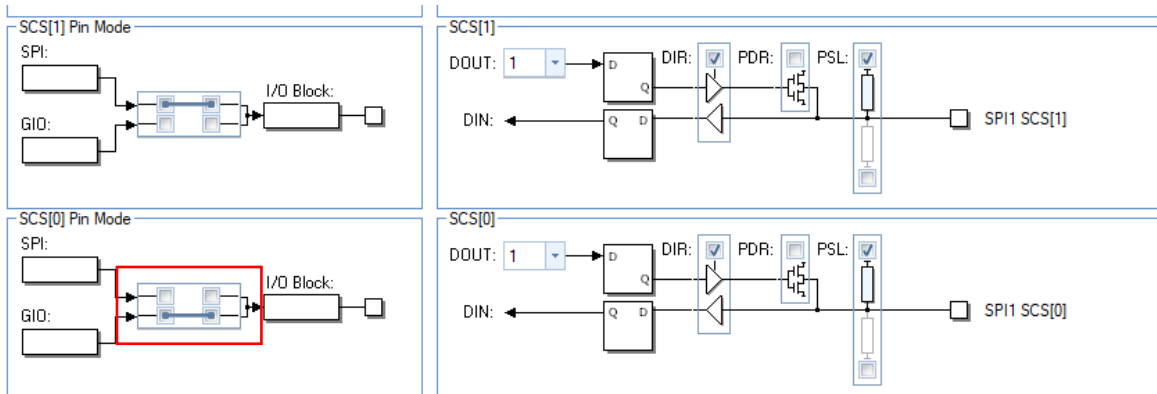 SCS[1] Pin Mode
SPI:
GIO:
I/O Block:
SCS[1]
DOUT: 1
DIR:
PDR:
PSL:
D
Q
DIN:
Q D
SPI1 SCS[1]
SCS[0] Pin Mode
SPI:
GIO:
I/O Block:
SCS[0]
DOUT: 1
DIR:
PDR:
PSL:
D
Q
DIN:
Q D
SPI1 SCS[0]